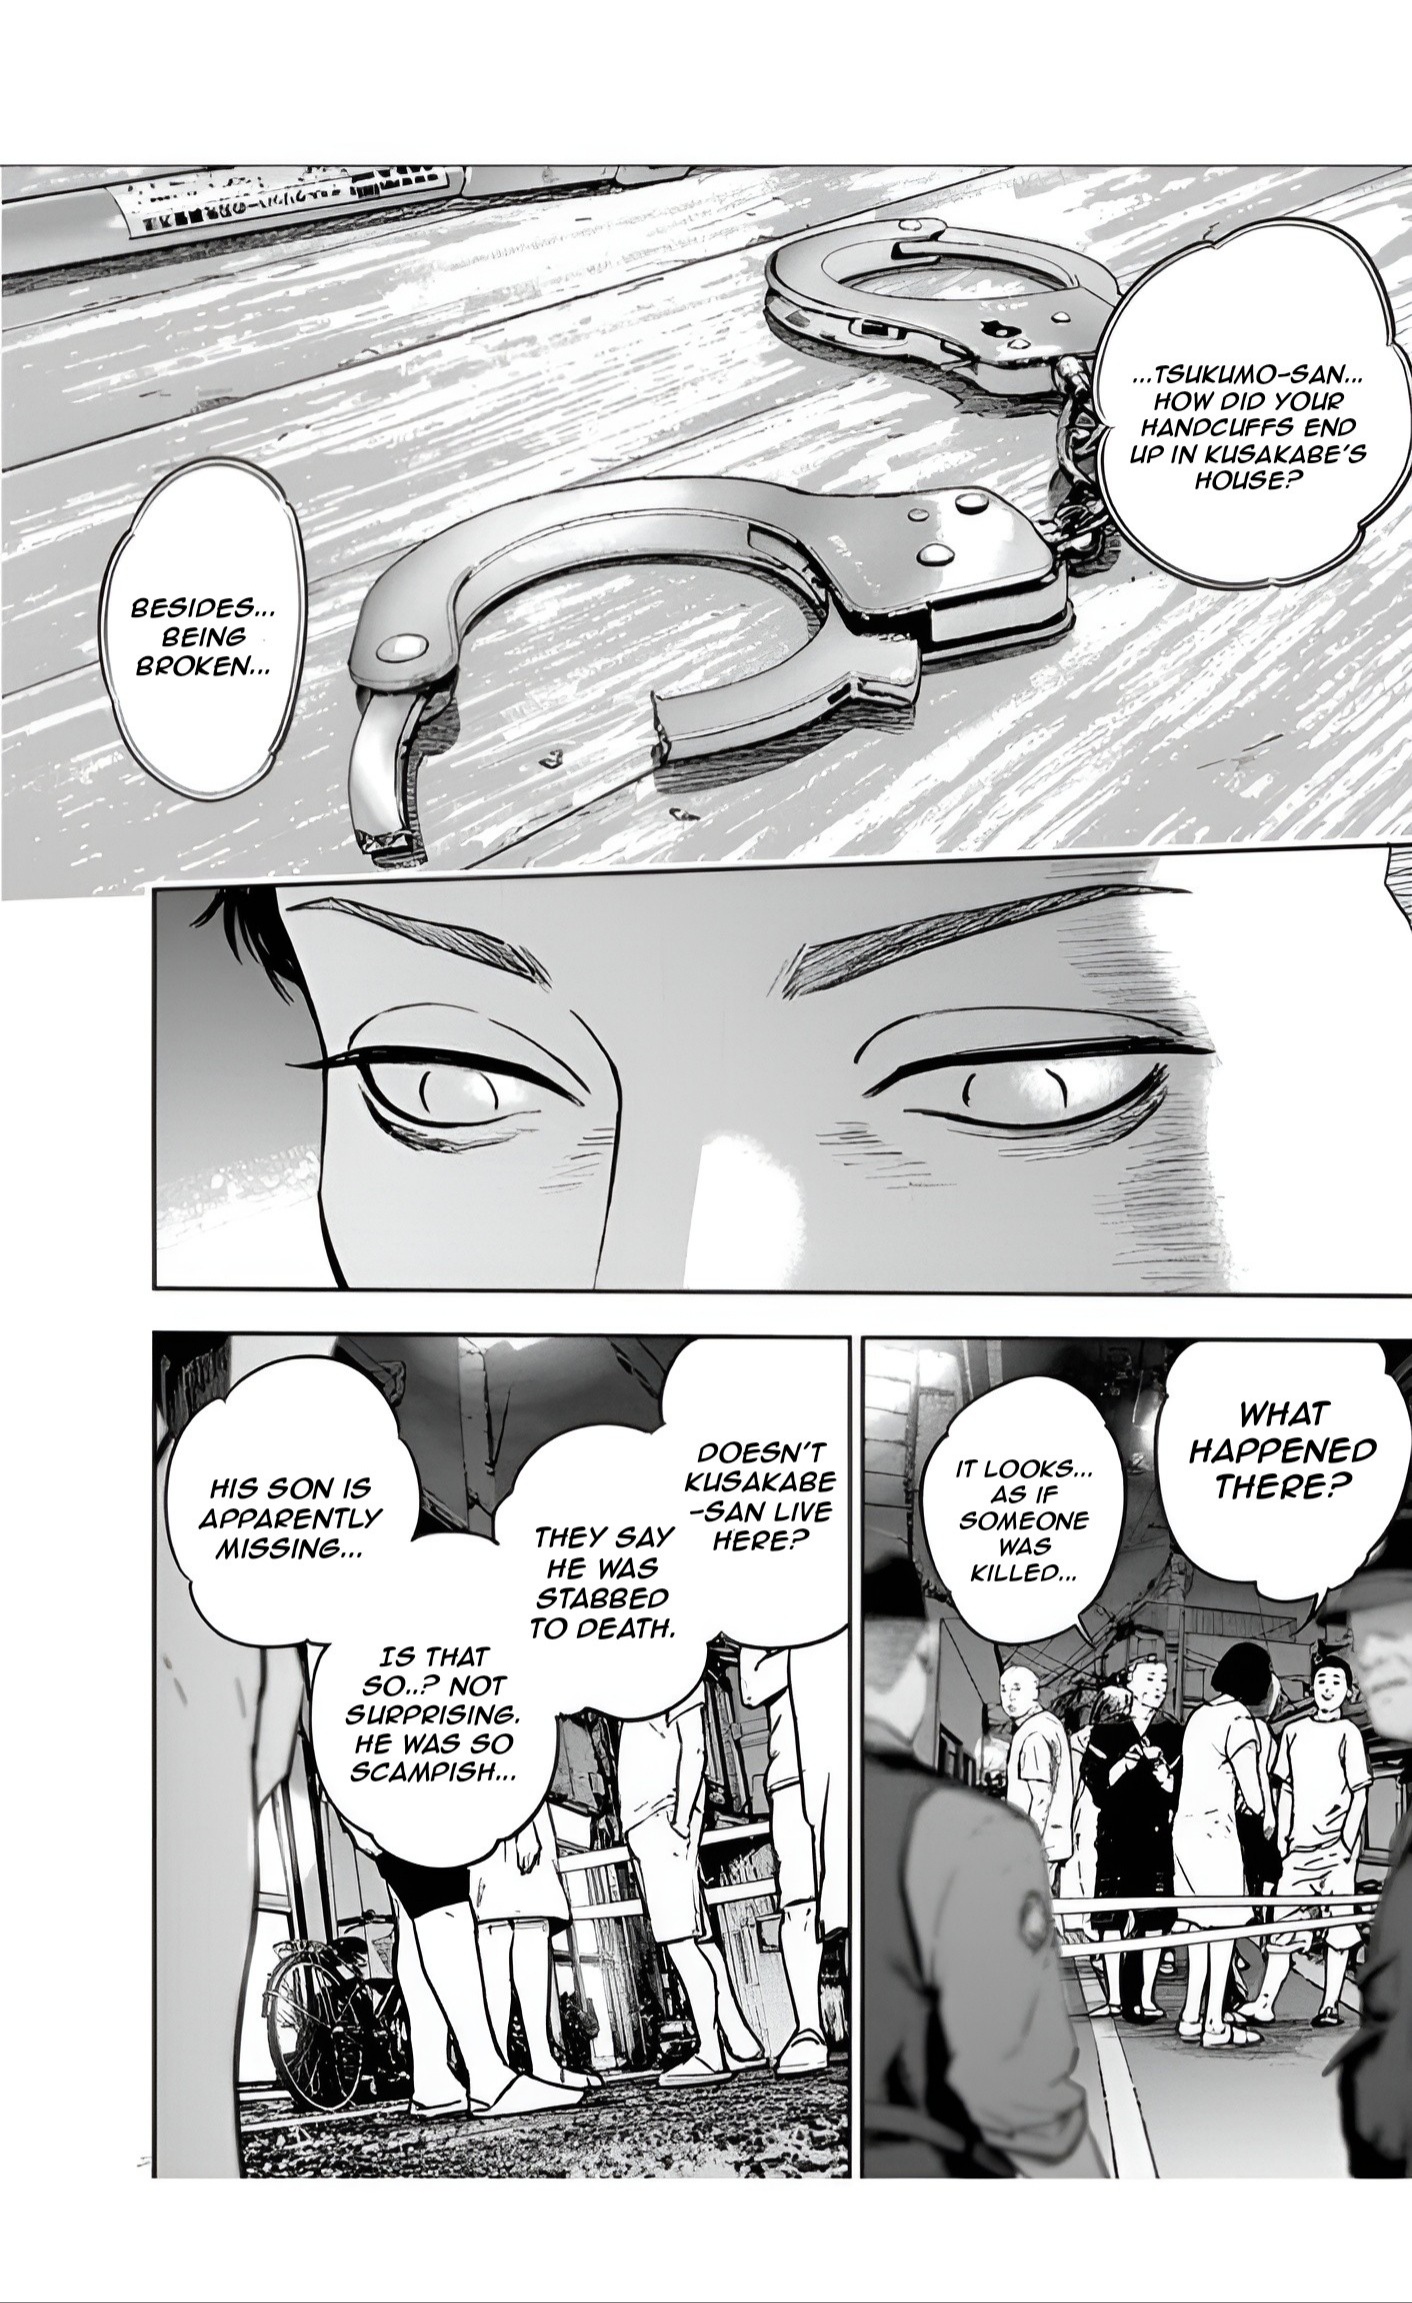 ...TSUKUMO-SAN...
HOW DID YOUR
HANDCUFFS END
UP IN KUSAKABE'S
HOUSE?
BESIDES...
BEING
BROKEN...
WHAT
HAPPENED
THERE?
IT LOOKS...
AS IF
SOMEONE
WAS
KILLED...
DOESN'T
KUSAKABE
-SAN LIVE
HERE?
THEY SAY
HE WAS
STABBED
TO DEATH.
IS THAT
SO..? NOT
SURPRISING.
HE WAS SO
SCAMPISH...
HIS SON IS
APPARENTLY
MISSING...